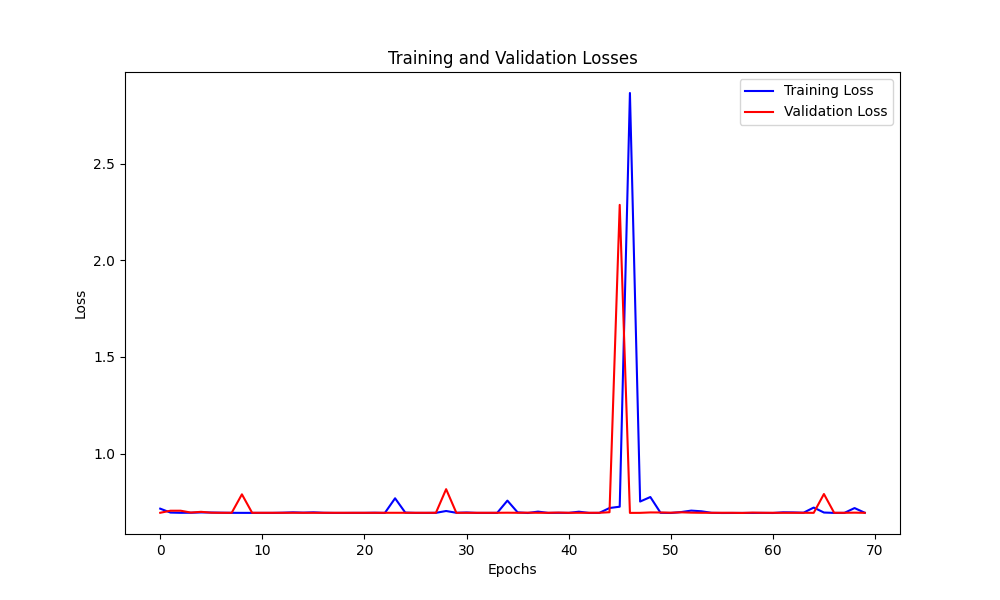 Training and Validation Losses
Training Loss
Validation Loss
2.5
2.0
1.5
1.0
Loss
0 10 20 30 40 50 60 70
Epochs